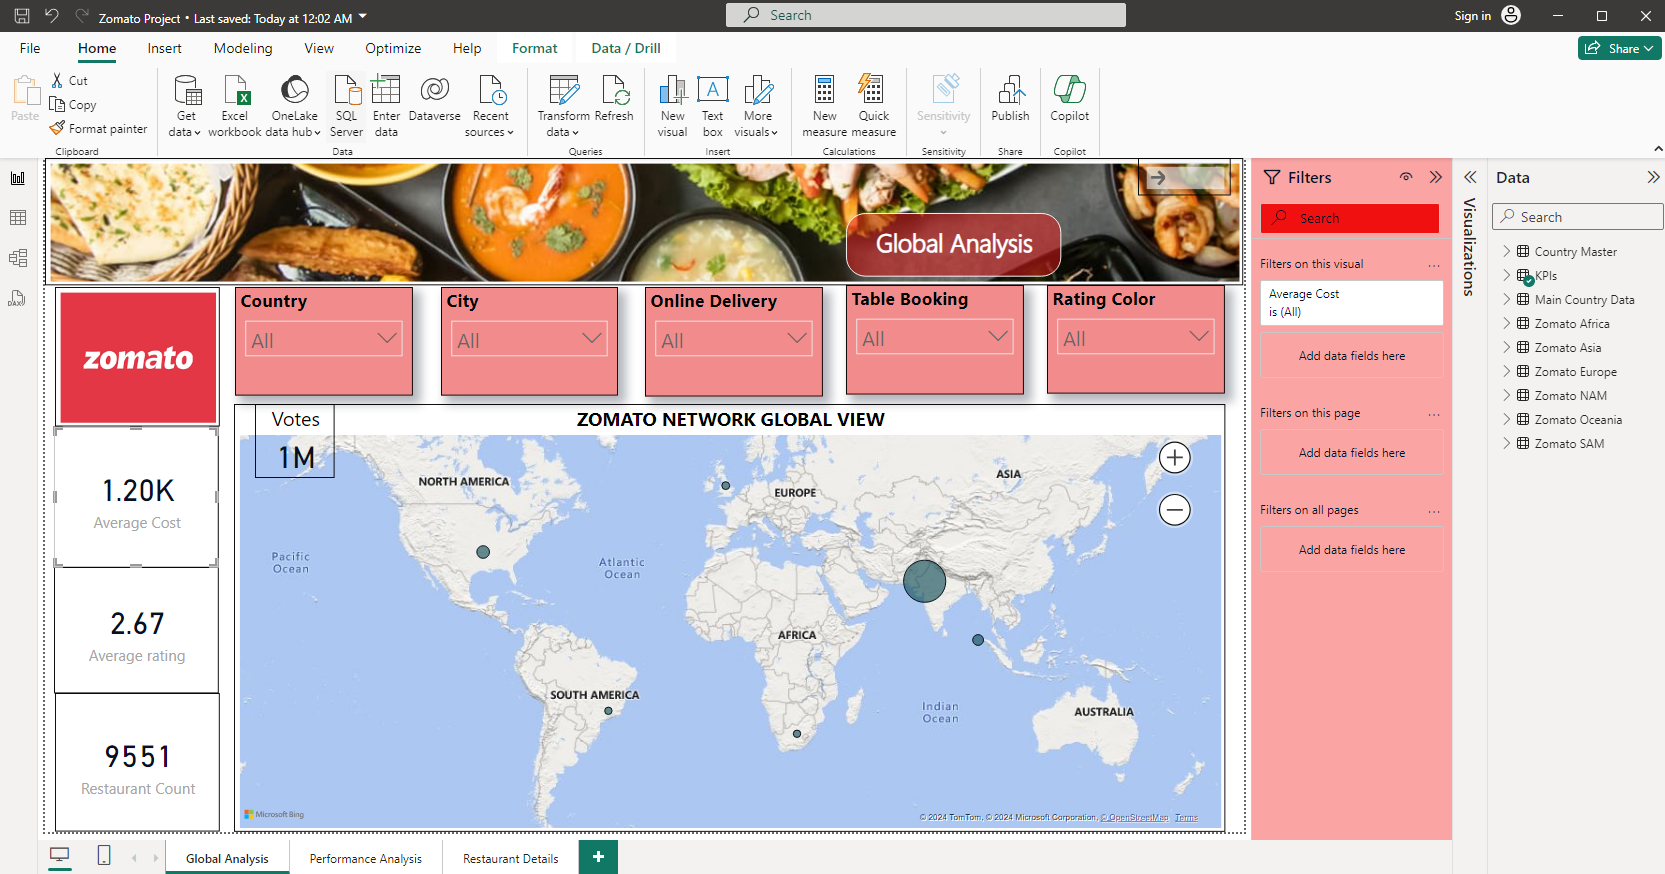 Zomato Project • Last saved: Today at 12:02 AM
Search
Sign in
File
Home
Insert
Modeling
View
Optimize
Help
Format
Data / Drill
Share
Paste
Cut
Copy
Format painter
Clipboard
Get data
Excel workbook
OneLake data hub
SQL Server
Enter data
Dataverse
Recent sources
Data
Transform data
Refresh
Queries
New visual
Text box
More visuals
Insert
New measure
Quick measure
Calculations
Sensitivity
Sensitivity
Publish
Share
Copilot
Copilot
Global Analysis
zomato
Country
All
City
All
Online Delivery
All
Table Booking
All
Rating Color
All
1.20K
Average Cost
2.67
Average rating
9551
Restaurant Count
Votes
1M
ZOMATO NETWORK GLOBAL VIEW
NORTH AMERICA
EUROPE
ASIA
Pacific
Ocean
Atlantic
Ocean
AFRICA
SOUTH AMERICA
Indian
Ocean
AUSTRALIA
Microsoft Bing
© 2024 TomTom, © 2024 Microsoft Corporation, © OpenStreetMap Terms
Filters
Search
Filters on this visual
Average Cost
is (All)
Add data fields here
Filters on this page
Add data fields here
Filters on all pages
Add data fields here
Visualizations
Data
Search
Country Master
KPIs
Main Country Data
Zomato Africa
Zomato Asia
Zomato Europe
Zomato NAM
Zomato Oceania
Zomato SAM
DAX
Global Analysis
Performance Analysis
Restaurant Details